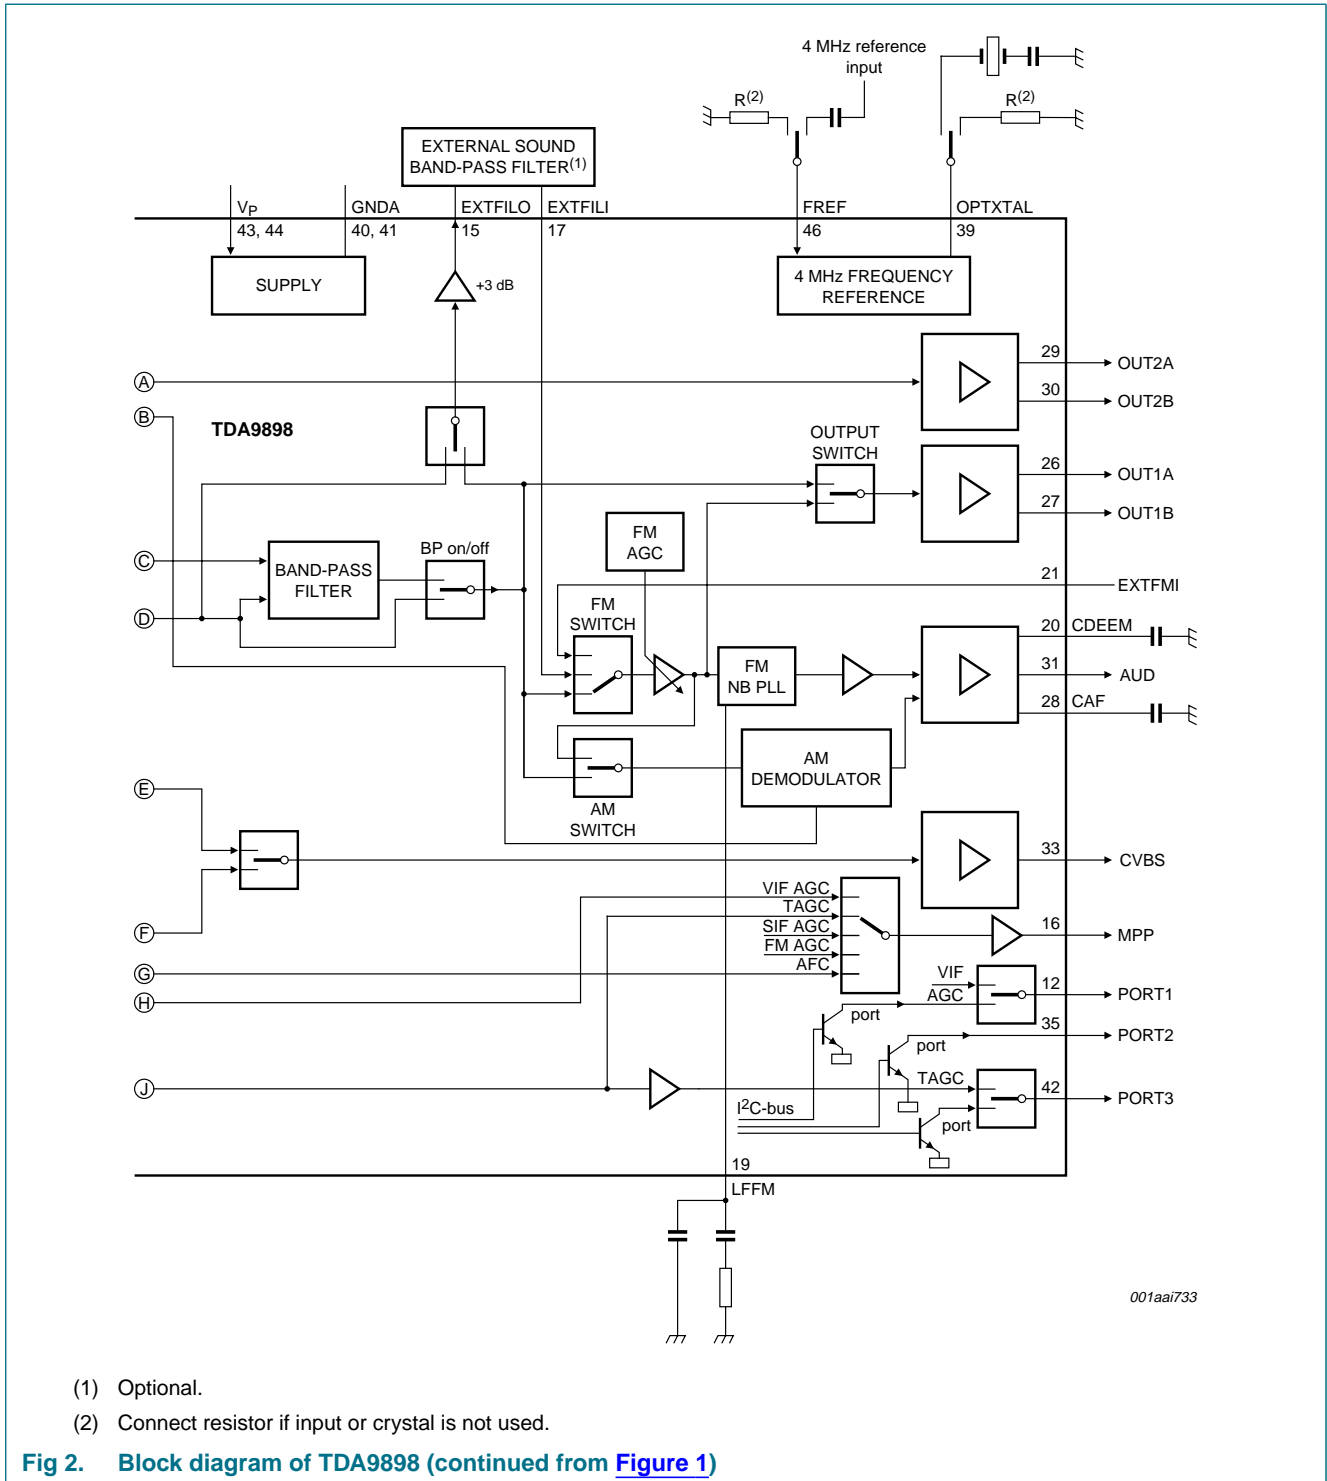 4 MHz reference
input
R(2)
R(2)
EXTERNAL SOUND
BAND-PASS FILTER(1)
VP
GNDA
EXTFILO
EXTFILI
FREF
OPTXTAL
43, 44
40, 41
15
17
46
39
SUPPLY
+3 dB
4 MHz FREQUENCY
REFERENCE
29
OUT2A
A
30
OUT2B
B
TDA9898
OUTPUT
SWITCH
26
OUT1A
27
OUT1B
FM
AGC
C
BAND-PASS
FILTER
BP on/off
21
EXTFMI
D
FM
SWITCH
20
CDEEM
FM
NB PLL
31
AUD
28
CAF
AM
DEMODULATOR
E
AM
SWITCH
33
CVBS
VIF AGC
TAGC
SIF AGC
FM AGC
AFC
16
MPP
F
G
H
VIF
AGC
12
PORT1
port
35
PORT2
port
J
TAGC
42
PORT3
I2C-bus
port
19
LFFM
001aai733
(1) Optional.
(2) Connect resistor if input or crystal is not used.
Fig 2. Block diagram of TDA9898 (continued from Figure 1)